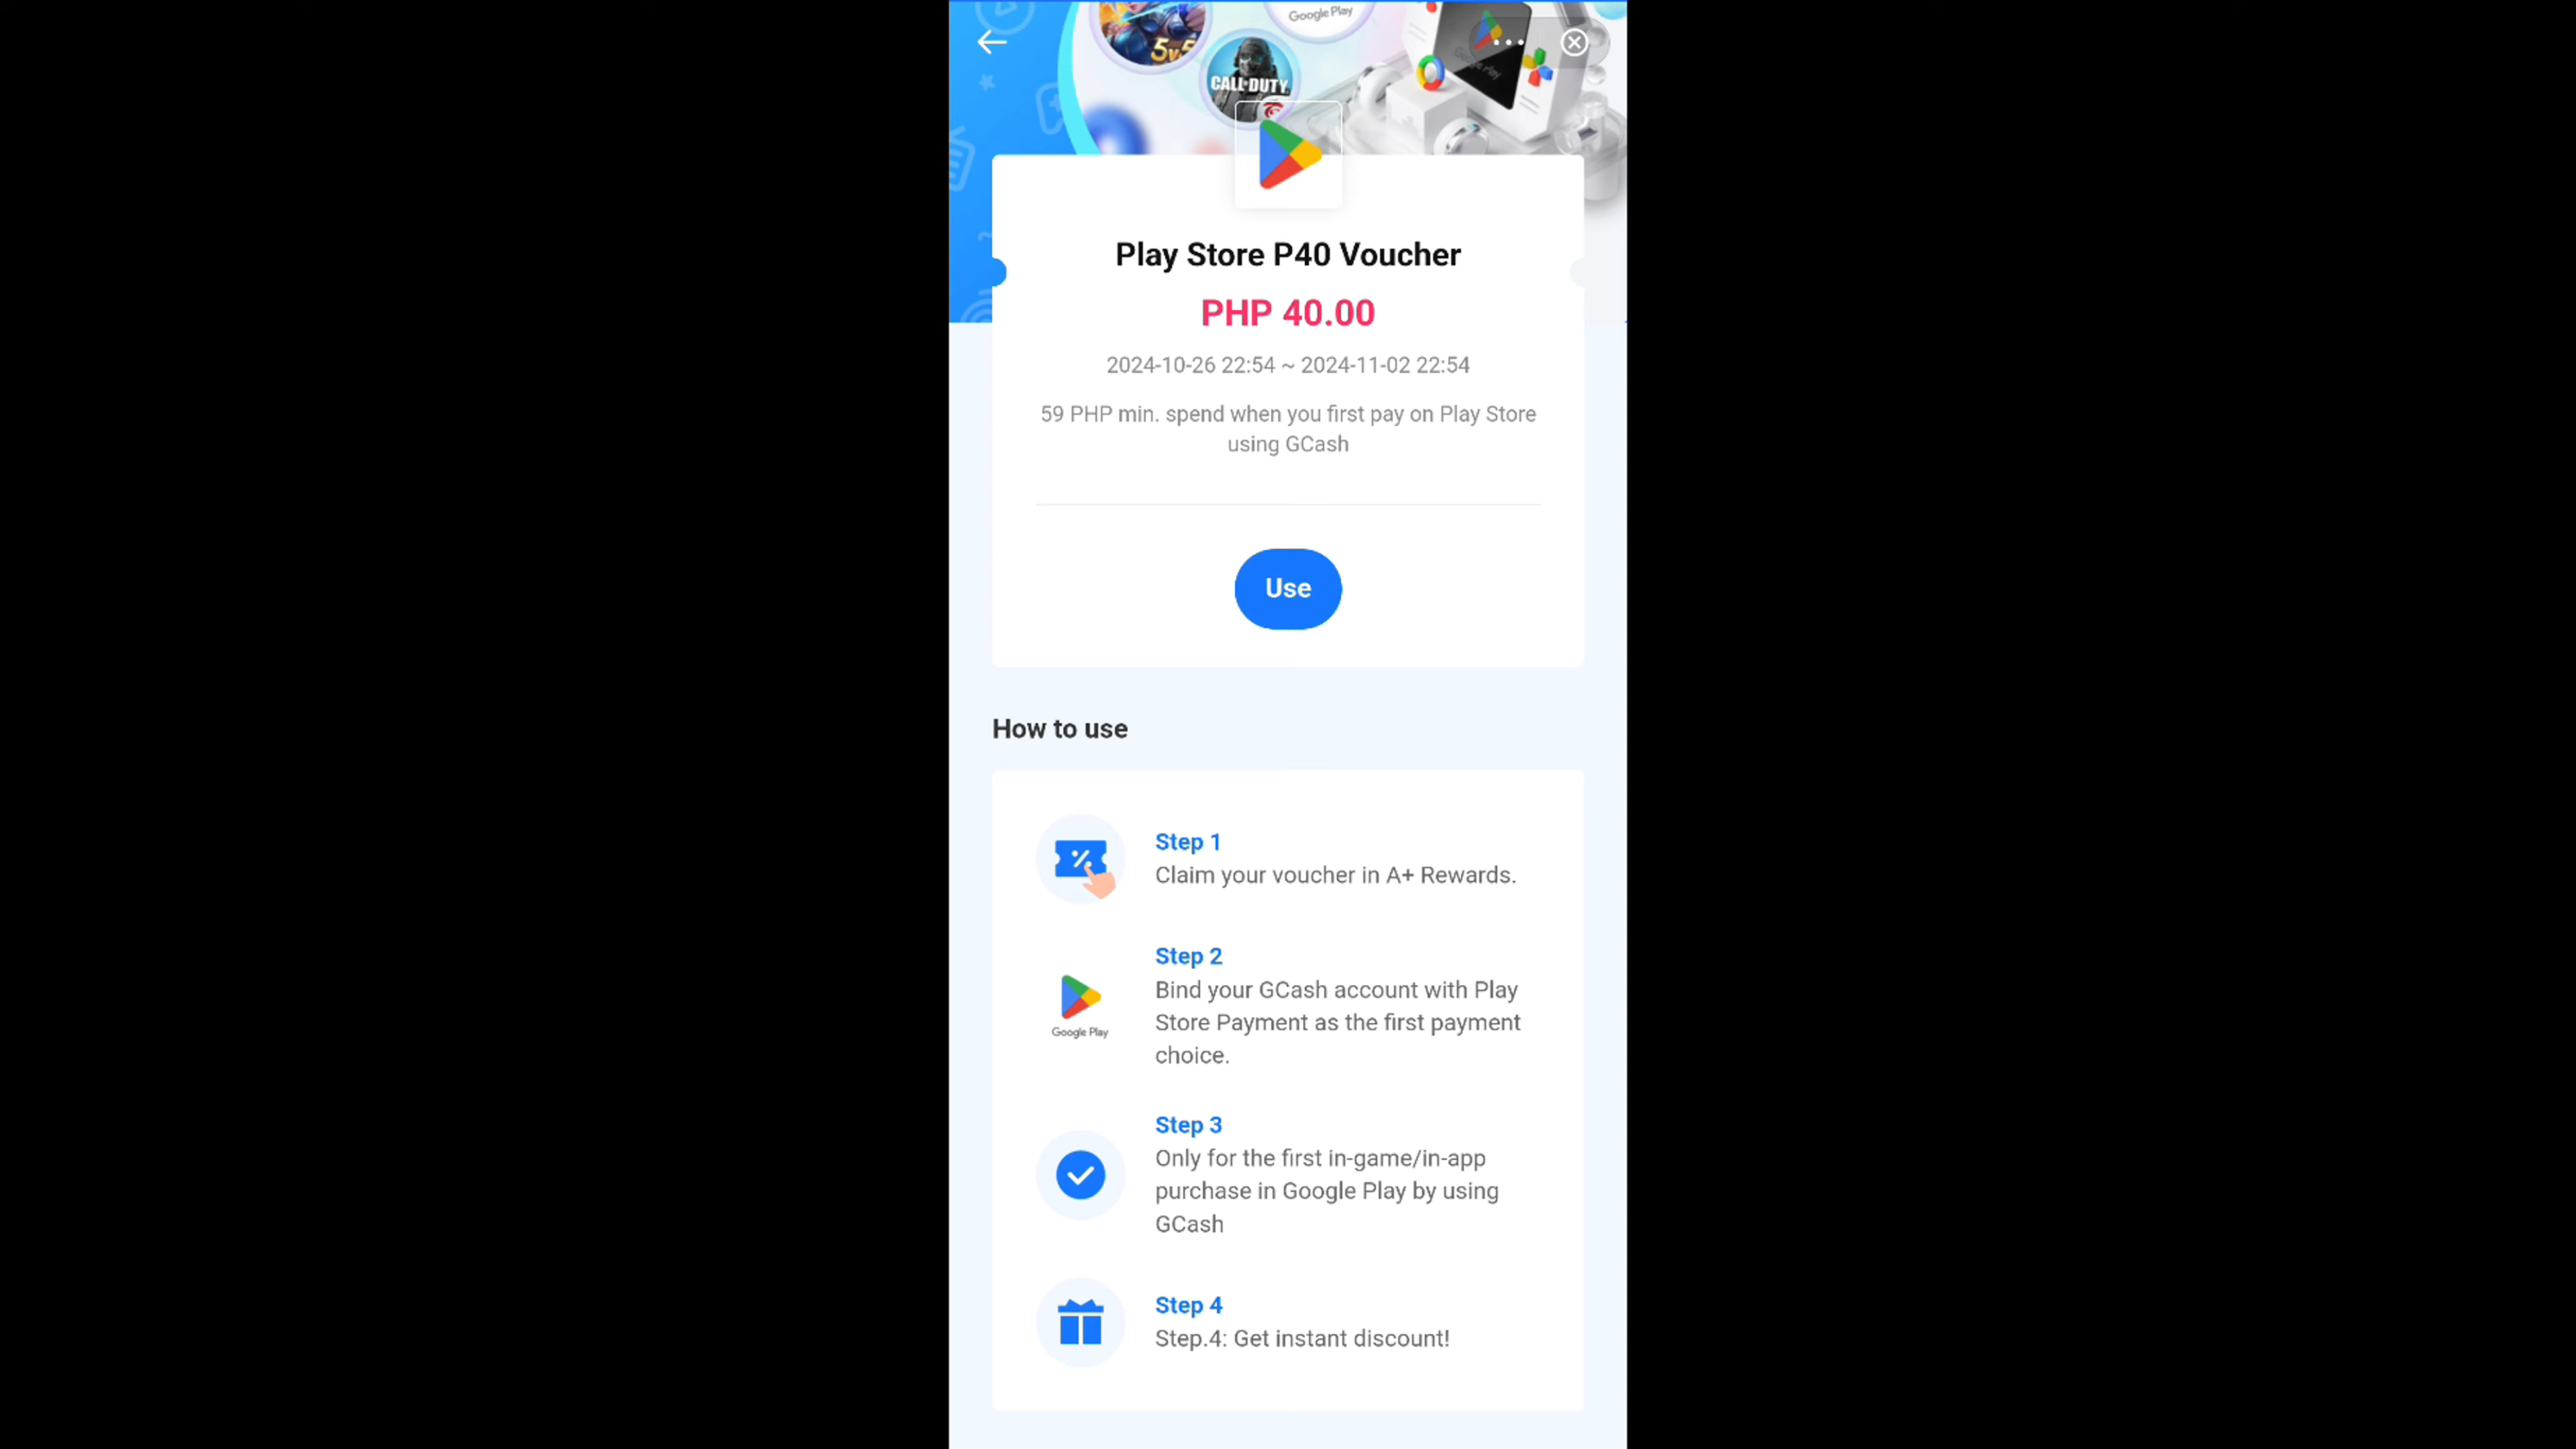 Google Play
5v5
CALL OF DUTY
Google Play
Play Store P40 Voucher
PHP 40.00
2024-10-26 22:54 ~ 2024-11-02 22:54
59 PHP min. spend when you first pay on Play Store
using GCash
Use
How to use
Step 1
Claim your voucher in A+ Rewards.
Step 2
Bind your GCash account with Play
Store Payment as the first payment
choice.
Google Play
Step 3
Only for the first in-game/in-app
purchase in Google Play by using
GCash
Step 4
Step.4: Get instant discount!